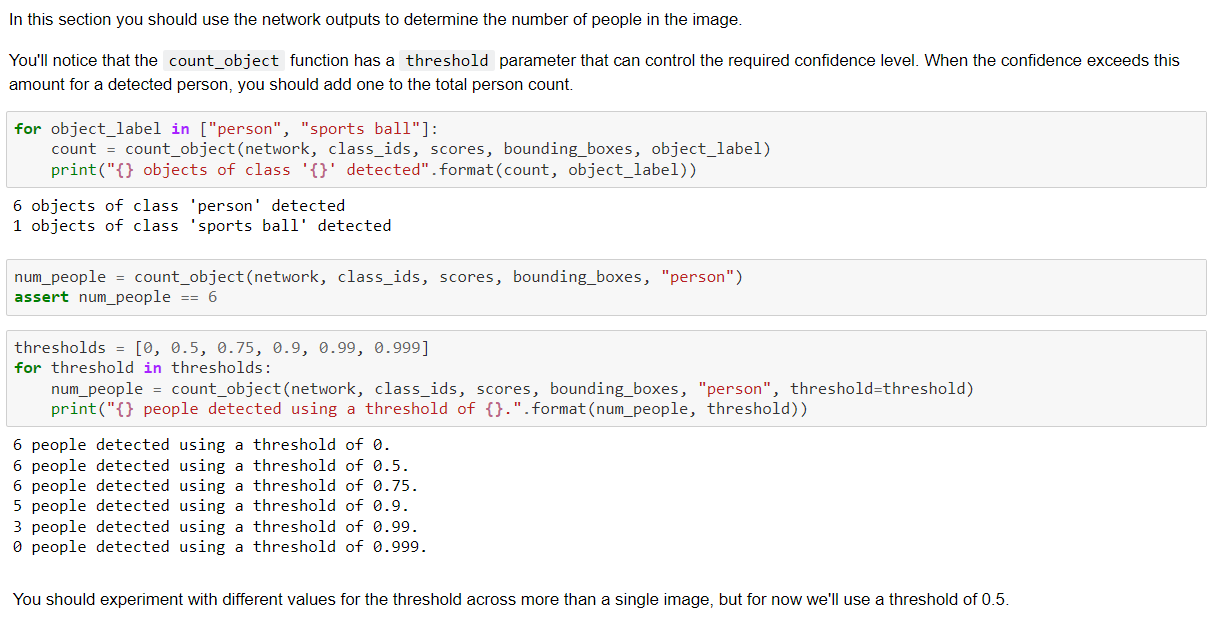 In this section you should use the network outputs to determine the number of people in the image.
You'll notice that the count_object function has a threshold parameter that can control the required confidence level. When the confidence exceeds this
amount for a detected person, you should add one to the total person count.
for object_label in ["person", "sports ball"]:
    count = count_object(network, class_ids, scores, bounding_boxes, object_label)
    print("{} objects of class '{}' detected".format(count, object_label))
6 objects of class 'person' detected
1 objects of class 'sports ball' detected
num_people = count_object(network, class_ids, scores, bounding_boxes, "person")
assert num_people == 6
thresholds = [0, 0.5, 0.75, 0.9, 0.99, 0.999]
for threshold in thresholds:
    num_people = count_object(network, class_ids, scores, bounding_boxes, "person", threshold=threshold)
    print("{} people detected using a threshold of {}.".format(num_people, threshold))
6 people detected using a threshold of 0.
6 people detected using a threshold of 0.5.
6 people detected using a threshold of 0.75.
5 people detected using a threshold of 0.9.
3 people detected using a threshold of 0.99.
0 people detected using a threshold of 0.999.
You should experiment with different values for the threshold across more than a single image, but for now we'll use a threshold of 0.5.